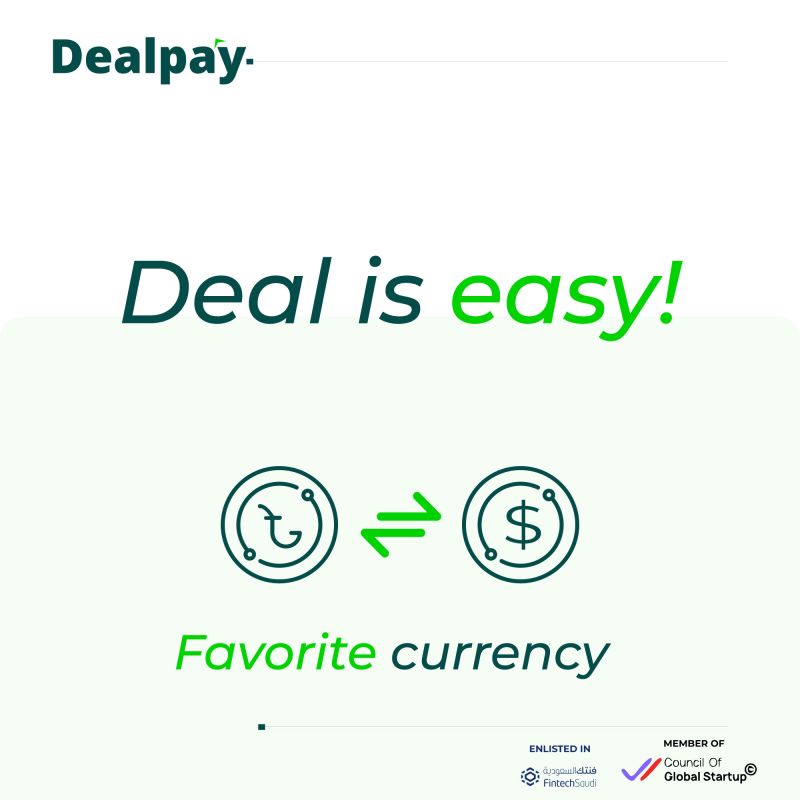 Dealpay
Deal is easy!
৳ $
Favorite currency
ENLISTED IN
فنتك السعودية
FintechSaudi
MEMBER OF
Council Of
Global Startup©